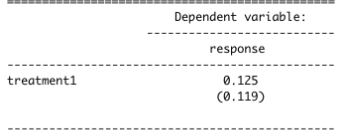 Dependent variable:
response
treatment1 0.125
(0.119)